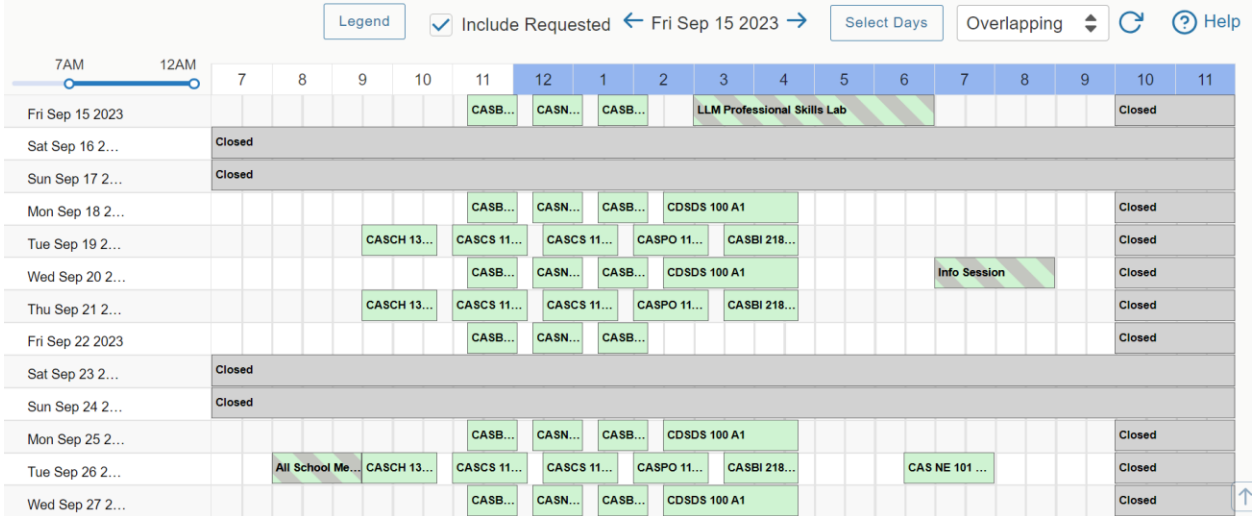 Legend Include Requested Fri Sep 15 2023 Select Days Overlapping Help
7AM 12AM 7 8 9 10 11 12 1 2 3 4 5 6 7 8 9 10 11
Fri Sep 15 2023 CASB... CASN... CASB... LLM Professional Skills Lab Closed
Sat Sep 16 2... Closed
Sun Sep 17 2... Closed
Mon Sep 18 2... CASB... CASN... CASB... CDSDS 100 A1 Closed
Tue Sep 19 2... CASCH 13... CASCS 11... CASCS 11... CASPO 11... CASBI 218... Closed
Wed Sep 20 2... CASB... CASN... CASB... CDSDS 100 A1 Info Session Closed
Thu Sep 21 2... CASCH 13... CASCS 11... CASCS 11... CASPO 11... CASBI 218... Closed
Fri Sep 22 2023 CASB... CASN... CASB... Closed
Sat Sep 23 2... Closed
Sun Sep 24 2... Closed
Mon Sep 25 2... CASB... CASN... CASB... CDSDS 100 A1 Closed
Tue Sep 26 2... All School Me... CASCH 13... CASCS 11... CASCS 11... CASPO 11... CASBI 218... CAS NE 101 ... Closed
Wed Sep 27 2... CASB... CASN... CASB... CDSDS 100 A1 Closed